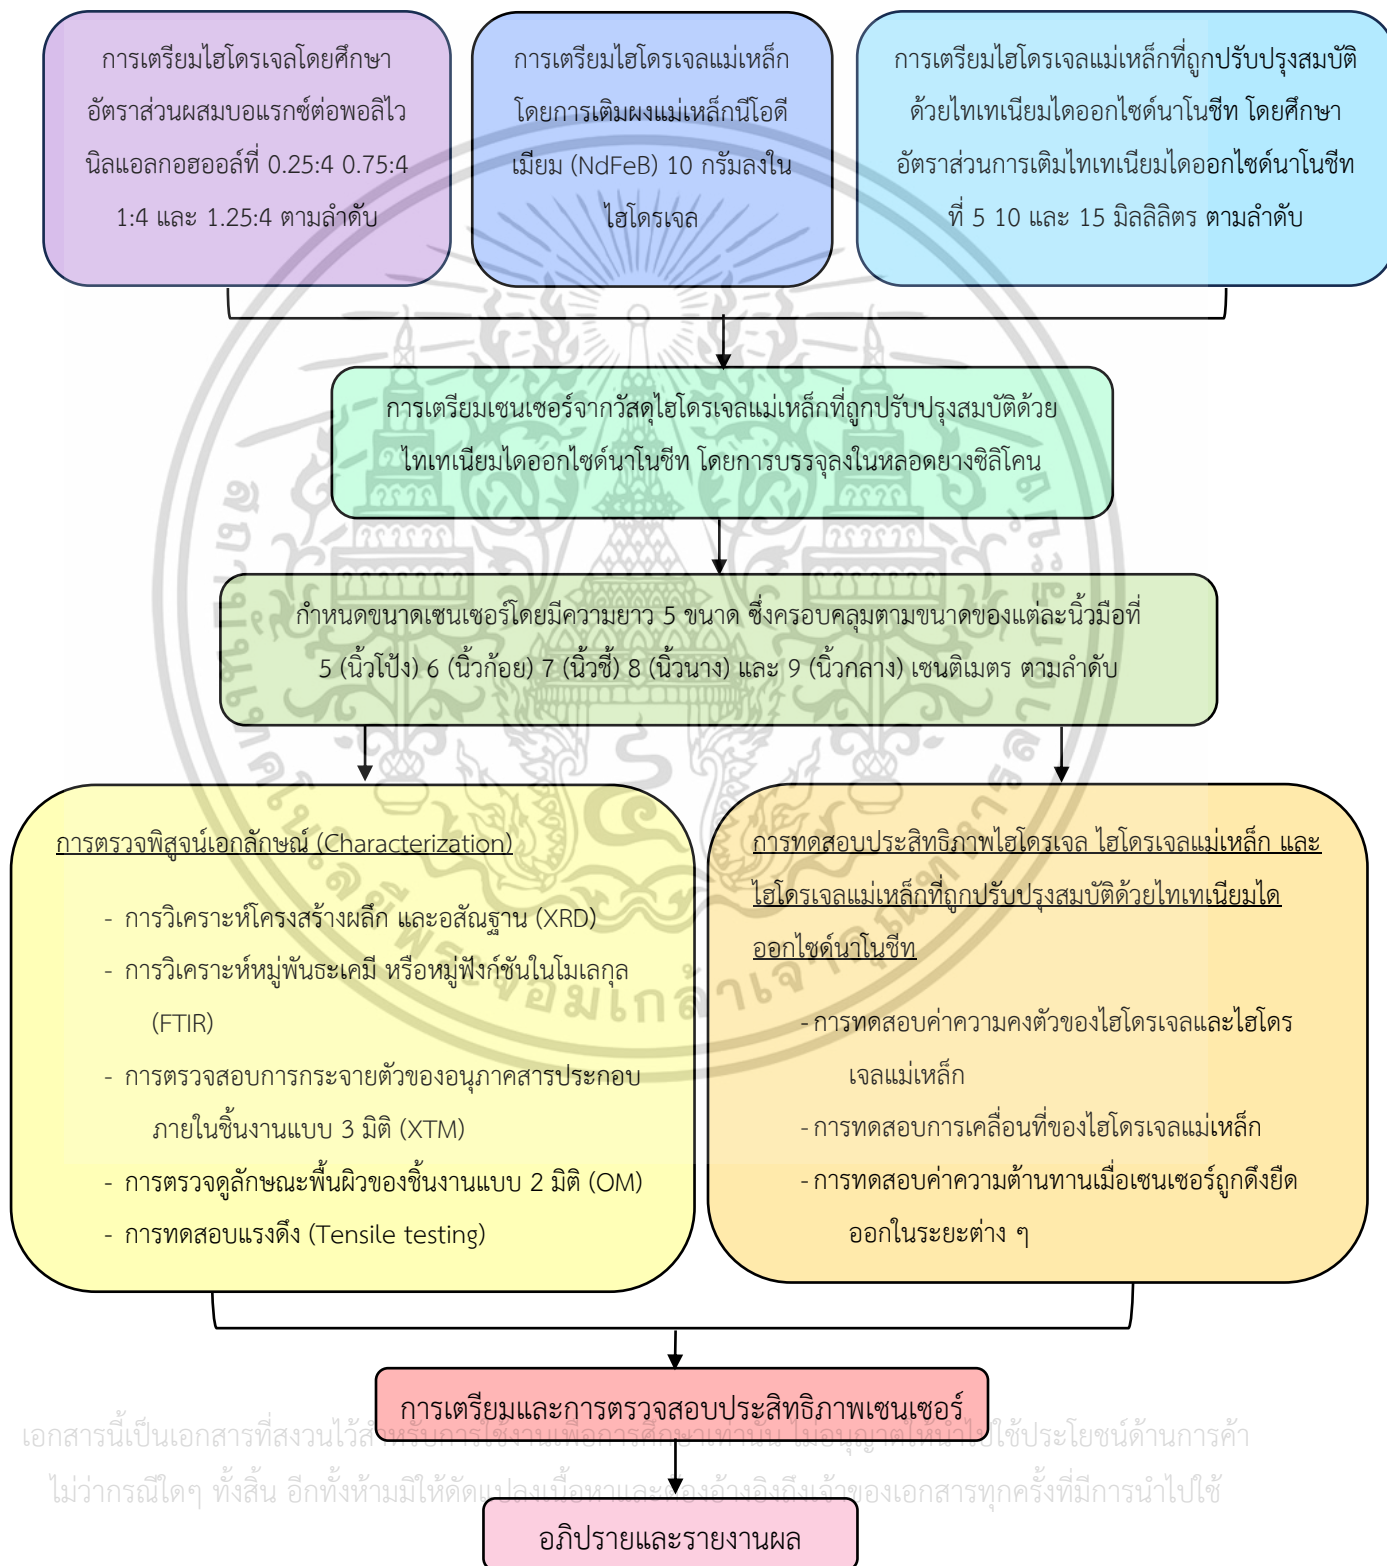 การเตรียมไฮโดรเจลโดยศึกษา
อัตราส่วนผสมบอแรกซ์ต่อพอลิไว
นิลแอลกอฮออล์ที่ 0.25:4 0.75:4
1:4 และ 1.25:4 ตามลำดับ
การเตรียมไฮโดรเจลแม่เหล็ก
โดยการเติมผงแม่เหล็กนีโอดี
เมียม (NdFeB) 10 กรัมลงใน
ไฮโดรเจล
การเตรียมไฮโดรเจลแม่เหล็กที่ถูกปรับปรุงสมบัติ
ด้วยไทเทเนียมไดออกไซด์นาโนชีท โดยศึกษา
อัตราส่วนการเติมไทเทเนียมไดออกไซด์นาโนชีท
ที่ 5 10 และ 15 มิลลิลิตร ตามลำดับ
การเตรียมเซนเซอร์จากวัสดุไฮโดรเจลแม่เหล็กที่ถูกปรับปรุงสมบัติด้วย
ไทเทเนียมไดออกไซด์นาโนชีท โดยการบรรจุลงในหลอดยางซิลิโคน
กำหนดขนาดเซนเซอร์โดยมีความยาว 5 ขนาด ซึ่งครอบคลุมตามขนาดของแต่ละนิ้วมือที่
5 (นิ้วโป้ง) 6 (นิ้วก้อย) 7 (นิ้วชี้) 8 (นิ้วนาง) และ 9 (นิ้วกลาง) เซนติเมตร ตามลำดับ
การตรวจพิสูจน์เอกลักษณ์ (Characterization)
- การวิเคราะห์โครงสร้างผลึก และอสัณฐาน (XRD)
- การวิเคราะห์หมู่พันธะเคมี หรือหมู่ฟังก์ชันในโมเลกุล
(FTIR)
- การตรวจสอบการกระจายตัวของอนุภาคสารประกอบ
ภายในชิ้นงานแบบ 3 มิติ (XTM)
- การตรวจดูลักษณะพื้นผิวของชิ้นงานแบบ 2 มิติ (OM)
- การทดสอบแรงดึง (Tensile testing)
การทดสอบประสิทธิภาพไฮโดรเจล ไฮโดรเจลแม่เหล็ก และ
ไฮโดรเจลแม่เหล็กที่ถูกปรับปรุงสมบัติด้วยไทเทเนียมได
ออกไซด์นาโนชีท
- การทดสอบค่าความคงตัวของไฮโดรเจลและไฮโดร
เจลแม่เหล็ก
- การทดสอบการเคลื่อนที่ของไฮโดรเจลแม่เหล็ก
- การทดสอบค่าความต้านทานเมื่อเซนเซอร์ถูกดึงยืด
ออกในระยะต่าง ๆ
การเตรียมและการตรวจสอบประสิทธิภาพเซนเซอร์
เอกสารนี้เป็นเอกสารที่สงวนไว้สำหรับการใช้งานเพื่อการศึกษาเท่านั้น ไม่อนุญาตให้นำไปใช้ประโยชน์ด้านการค้า
ไม่ว่ากรณีใดๆ ทั้งสิ้น อีกทั้งห้ามมิให้ดัดแปลงเนื้อหาและต้องอ้างอิงถึงเจ้าของเอกสารทุกครั้งที่มีการนำไปใช้
อภิปรายและรายงานผล
สถาบันเทคโนโลยีพระจอมเกล้าเจ้าคุณทหารลาดกระบัง